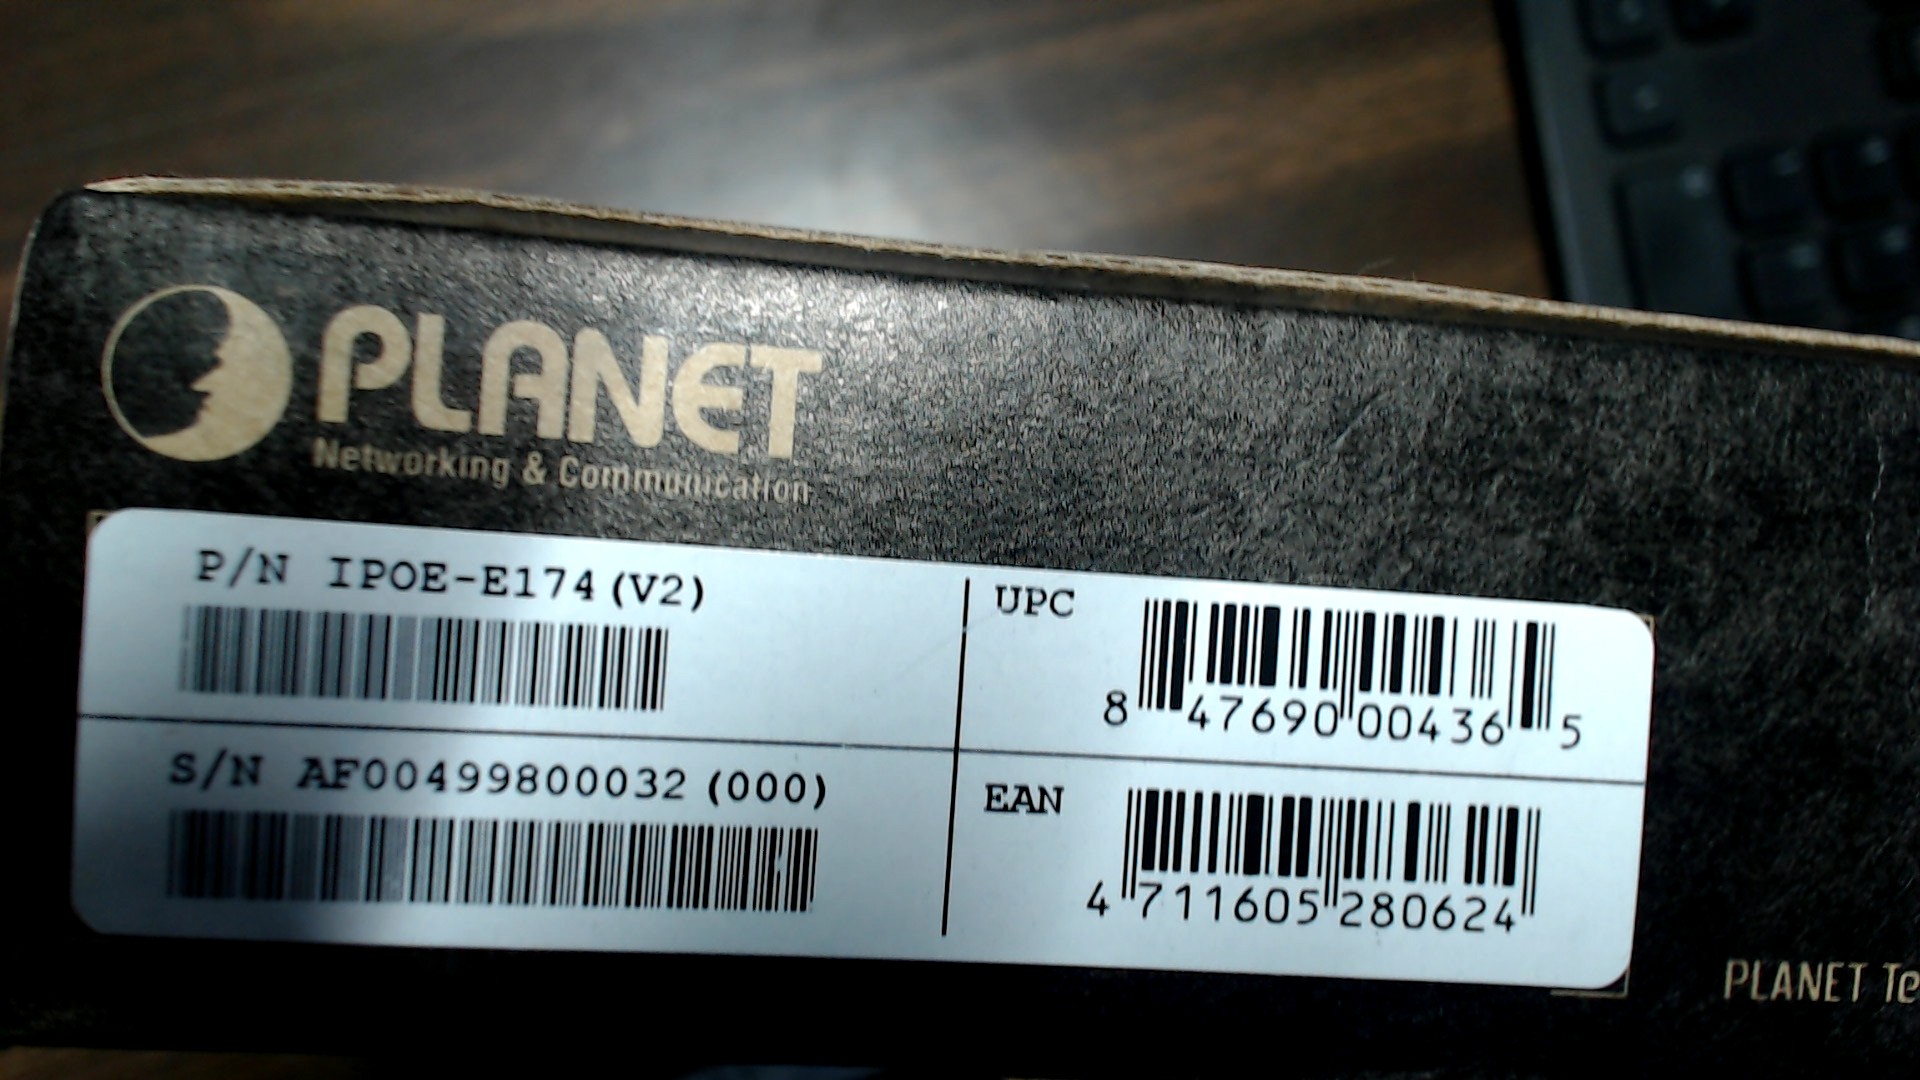 PLANET
Networking & Communication
P/N IPOE-E174(V2)
S/N AF00499800032(000)
UPC
8 47690 00436 5
EAN
4 711605 280624
PLANET Te